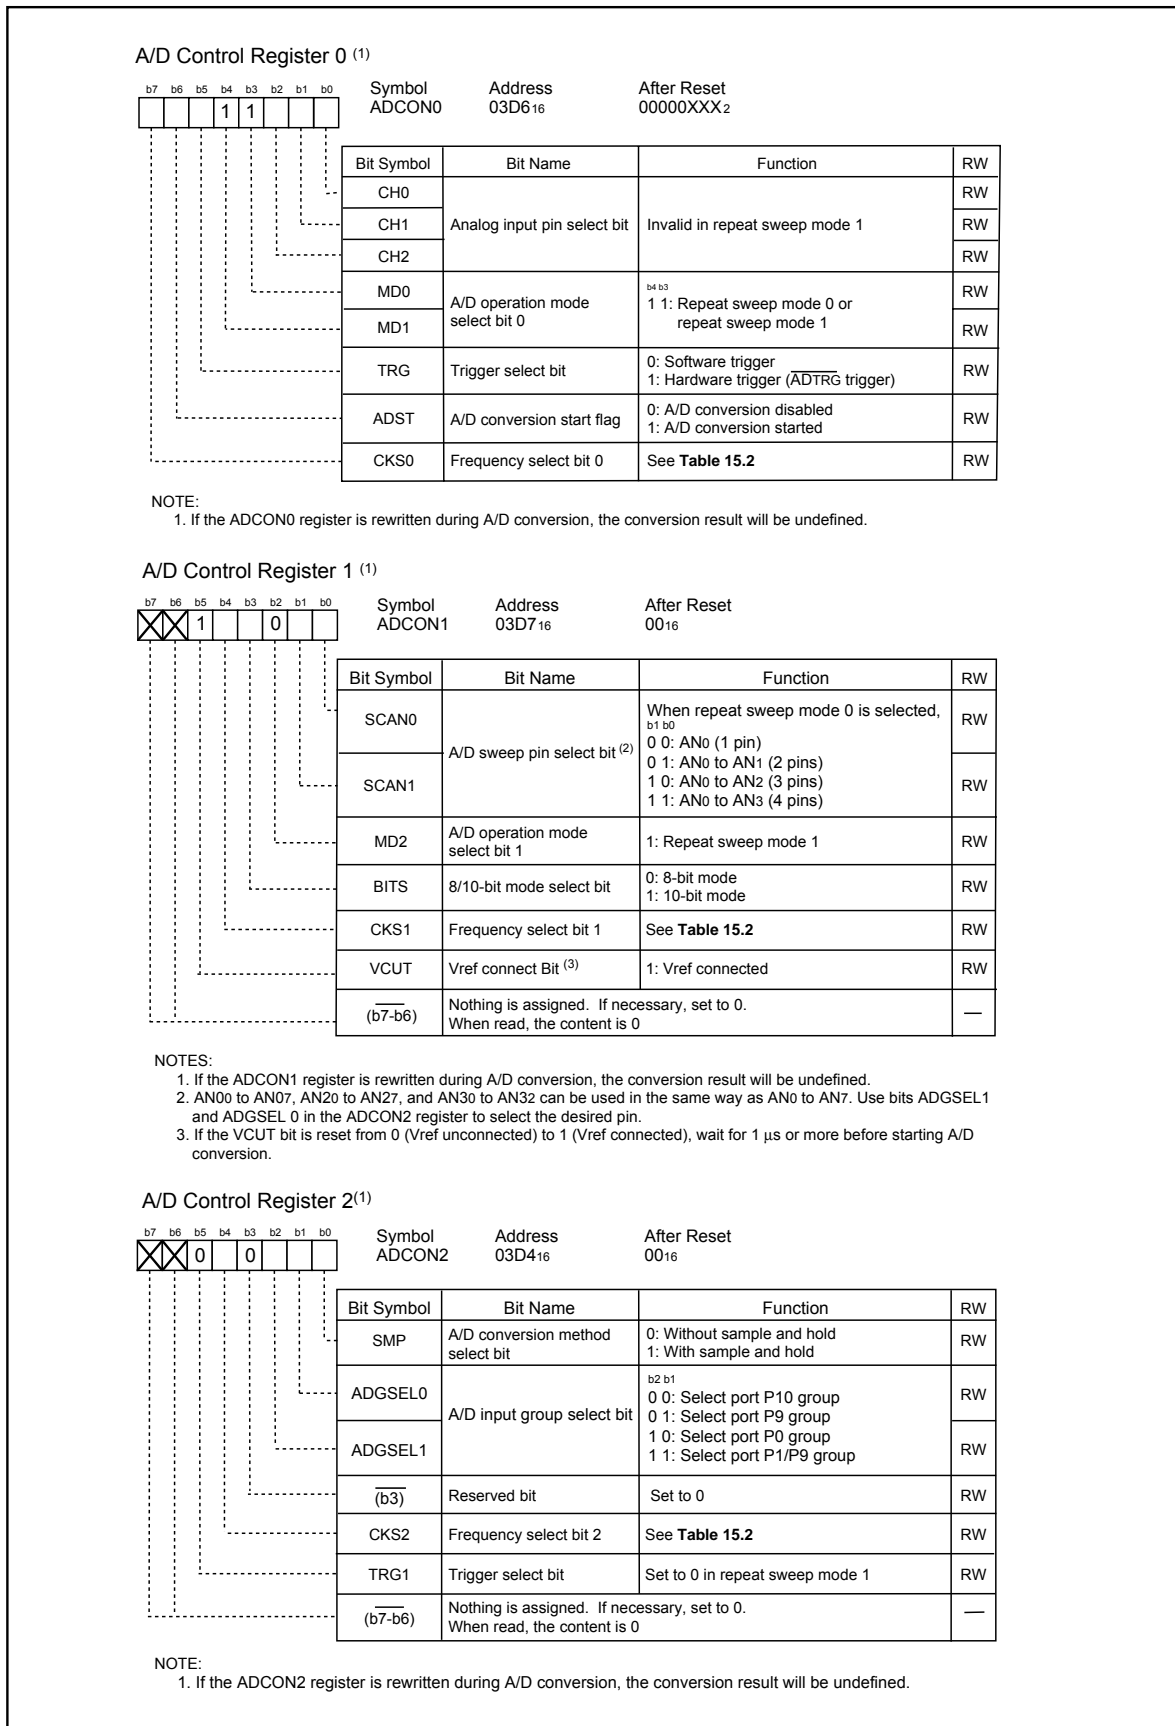 A/D Control Register 0 (1)
b7 b6 b5 b4 b3 b2 b1 b0
Symbol Address After Reset
1 1 ADCON0 03D616 00000XXX2
Bit Symbol Bit Name Function RW
CH0 RW
CH1 Analog input pin select bit Invalid in repeat sweep mode 1 RW
CH2 RW
MD0 A/D operation mode select bit 0 b4 b3 RW
1 1: Repeat sweep mode 0 or
repeat sweep mode 1
MD1 RW
TRG Trigger select bit 0: Software trigger RW
1: Hardware trigger (ADTRG trigger)
ADST A/D conversion start flag 0: A/D conversion disabled RW
1: A/D conversion started
CKS0 Frequency select bit 0 See Table 15.2 RW
NOTE:
1. If the ADCON0 register is rewritten during A/D conversion, the conversion result will be undefined.
A/D Control Register 1 (1)
b7 b6 b5 b4 b3 b2 b1 b0
Symbol Address After Reset
1 0 ADCON1 03D716 0016
Bit Symbol Bit Name Function RW
SCAN0 A/D sweep pin select bit (2) When repeat sweep mode 0 is selected, RW
b1 b0
0 0: AN0 (1 pin)
0 1: AN0 to AN1 (2 pins)
SCAN1 1 0: AN0 to AN2 (3 pins) RW
1 1: AN0 to AN3 (4 pins)
MD2 A/D operation mode select bit 1 1: Repeat sweep mode 1 RW
BITS 8/10-bit mode select bit 0: 8-bit mode RW
1: 10-bit mode
CKS1 Frequency select bit 1 See Table 15.2 RW
VCUT Vref connect Bit (3) 1: Vref connected RW
(b7-b6) Nothing is assigned. If necessary, set to 0. —
When read, the content is 0
NOTES:
1. If the ADCON1 register is rewritten during A/D conversion, the conversion result will be undefined.
2. AN00 to AN07, AN20 to AN27, and AN30 to AN32 can be used in the same way as AN0 to AN7. Use bits ADGSEL1
and ADGSEL 0 in the ADCON2 register to select the desired pin.
3. If the VCUT bit is reset from 0 (Vref unconnected) to 1 (Vref connected), wait for 1 μs or more before starting A/D
conversion.
A/D Control Register 2(1)
b7 b6 b5 b4 b3 b2 b1 b0
Symbol Address After Reset
0 0 ADCON2 03D416 0016
Bit Symbol Bit Name Function RW
SMP A/D conversion method select bit 0: Without sample and hold RW
1: With sample and hold
ADGSEL0 A/D input group select bit b2 b1 RW
0 0: Select port P10 group
0 1: Select port P9 group
ADGSEL1 1 0: Select port P0 group RW
1 1: Select port P1/P9 group
(b3) Reserved bit Set to 0 RW
CKS2 Frequency select bit 2 See Table 15.2 RW
TRG1 Trigger select bit Set to 0 in repeat sweep mode 1 RW
(b7-b6) Nothing is assigned. If necessary, set to 0. —
When read, the content is 0
NOTE:
1. If the ADCON2 register is rewritten during A/D conversion, the conversion result will be undefined.